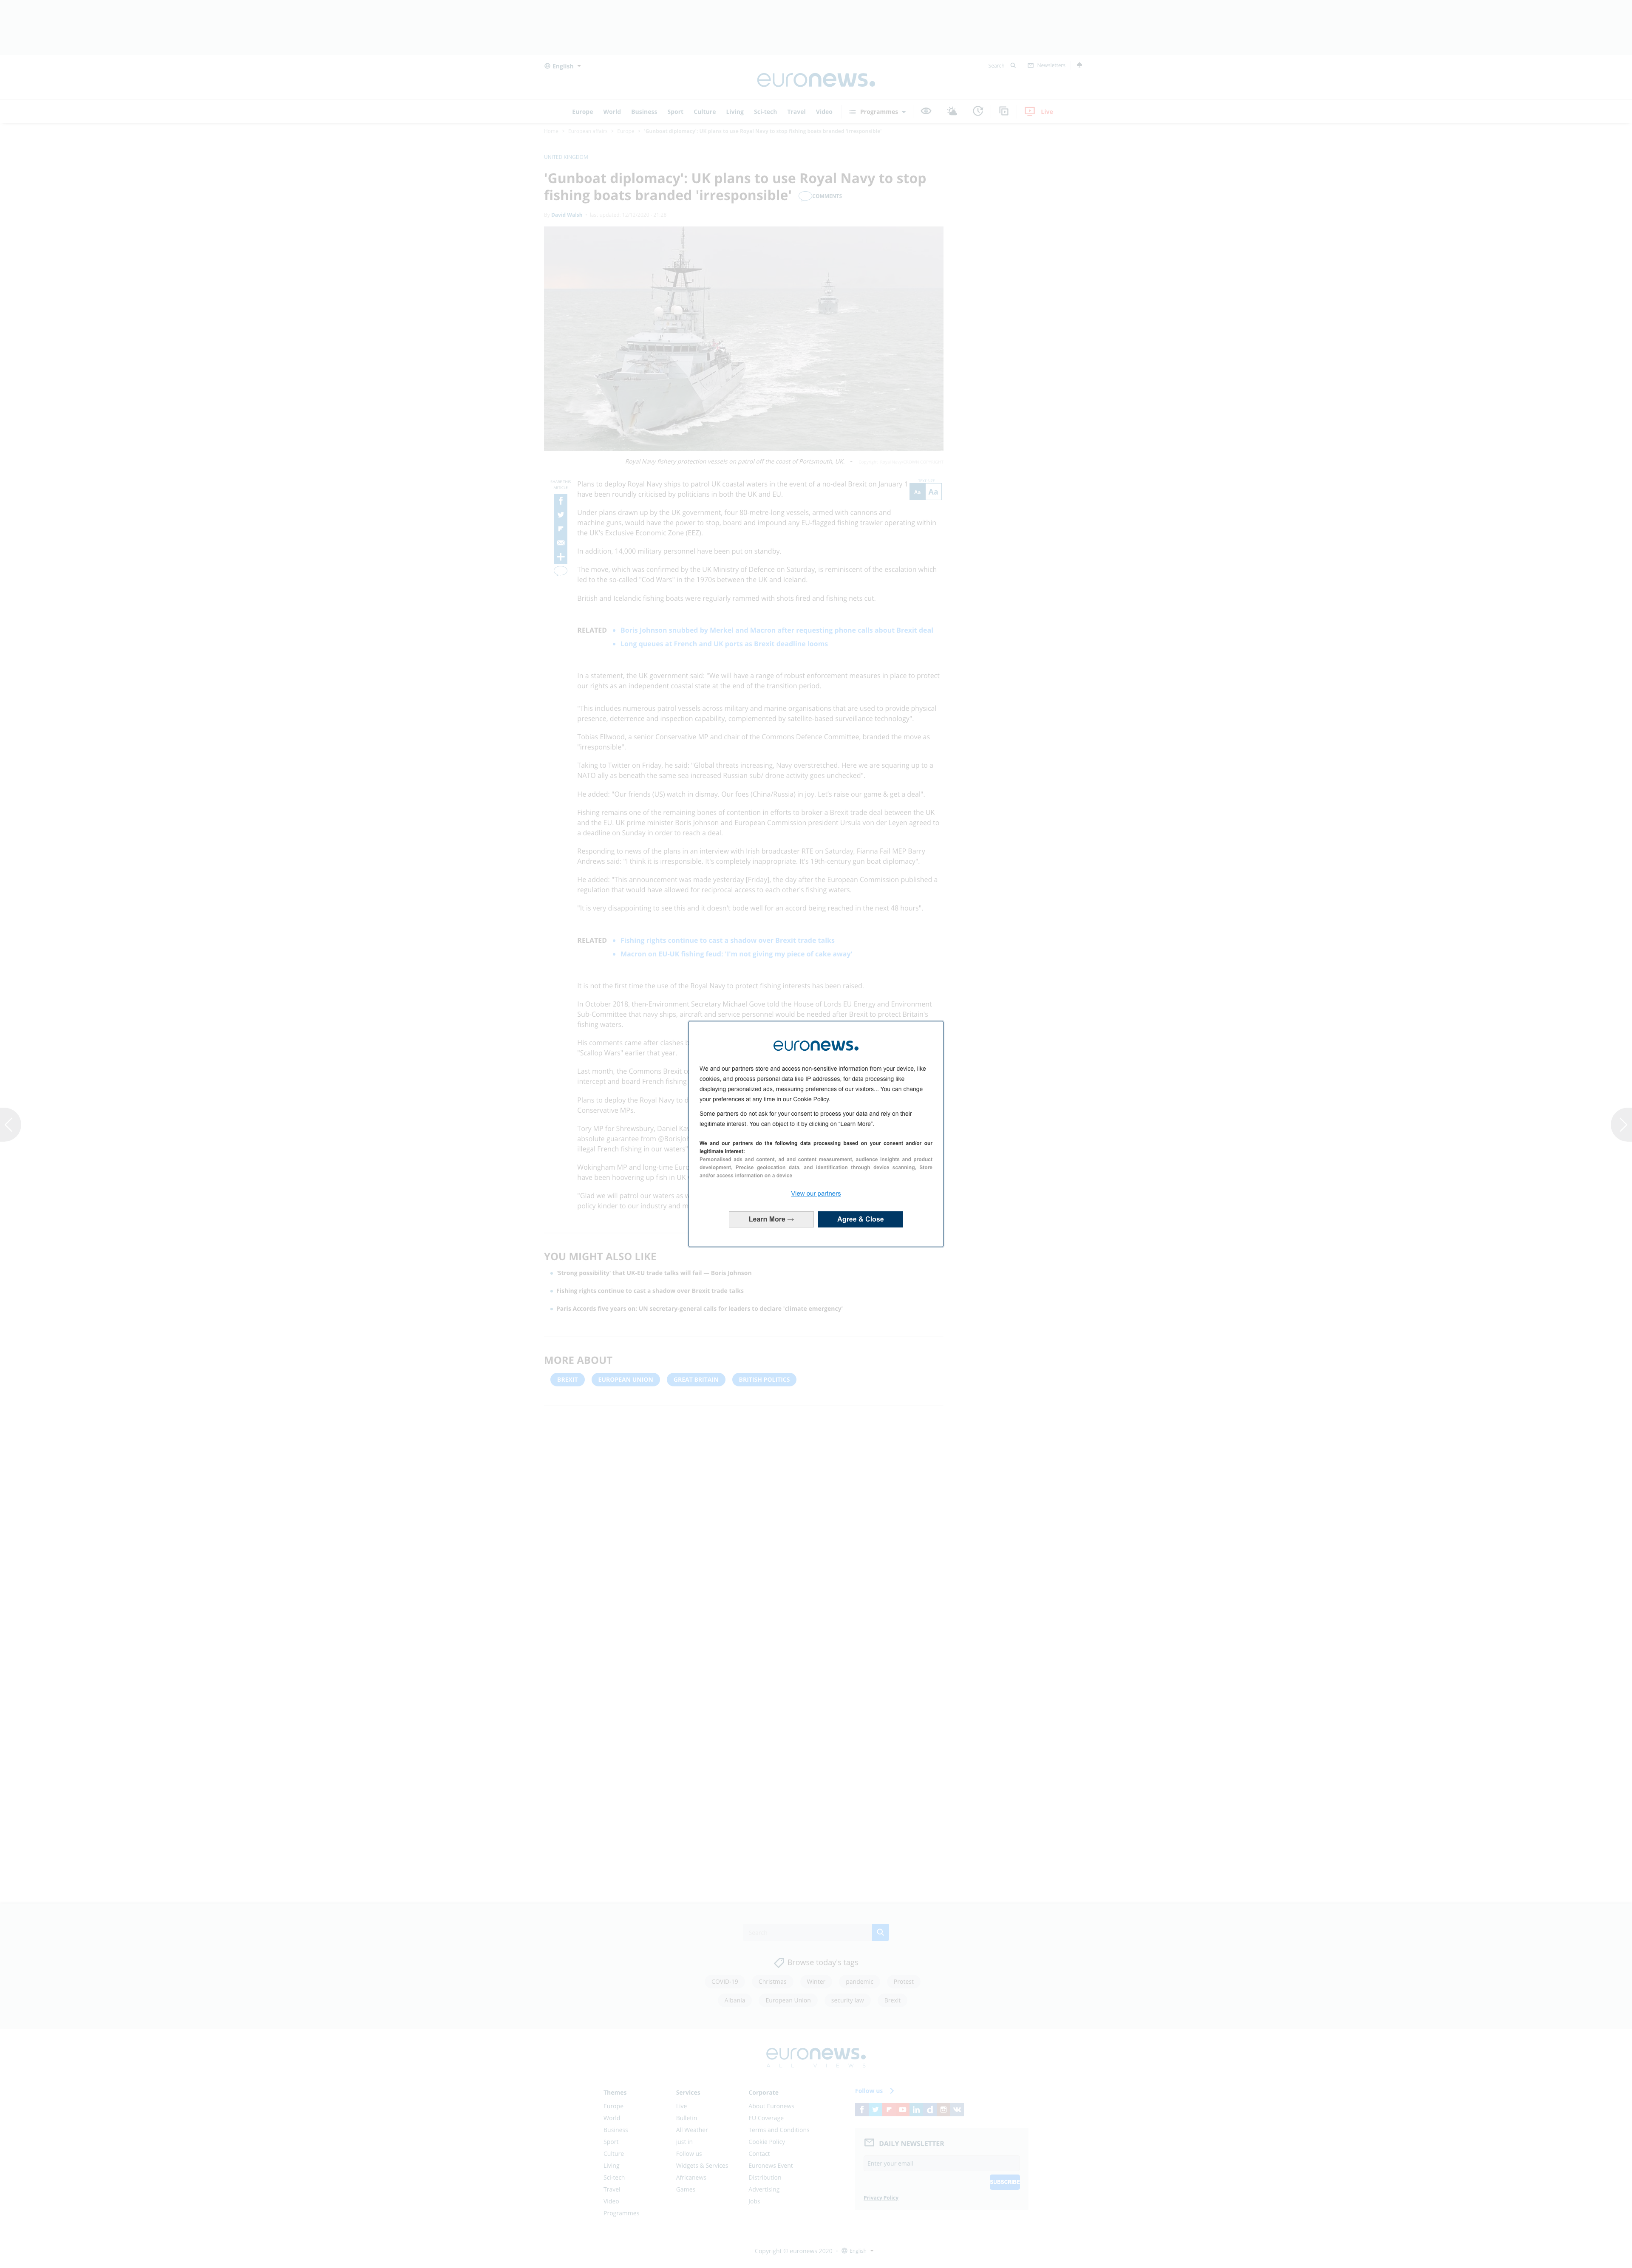 English
Search
Newsletters
euronews.
Europe World Business Sport Culture Living Sci-tech Travel Video Programmes Live
'Gunboat diplomacy': UK plans to use Royal Navy to stop fishing boats branded 'irresponsible'
UNITED KINGDOM
'Gunboat diplomacy': UK plans to use Royal Navy to stop
fishing boats branded 'irresponsible' COMMENTS
By David Walsh
Royal Navy fishery protection vessels on patrol off the coast of Portsmouth, UK.
SHARE THIS
ARTICLE
Aa Aa
Plans to deploy Royal Navy ships to patrol UK coastal waters in the event of a no-deal Brexit on January 1
have been roundly criticised by politicians in both the UK and EU.
Under plans drawn up by the UK government, four 80-metre-long vessels, armed with cannons and
machine guns, would have the power to stop, board and impound any EU-flagged fishing trawler operating within
the UK's Exclusive Economic Zone (EEZ).
In addition, 14,000 military personnel have been put on standby.
The move, which was confirmed by the UK Ministry of Defence on Saturday, is reminiscent of the escalation which
led to the so-called "Cod Wars" in the 1970s between the UK and Iceland.
British and Icelandic fishing boats were regularly rammed with shots fired and fishing nets cut.
RELATED
Boris Johnson snubbed by Merkel and Macron after requesting phone calls about Brexit deal
Long queues at French and UK ports as Brexit deadline looms
In a statement, the UK government said: "We will have a range of robust enforcement measures in place to protect
our rights as an independent coastal state at the end of the transition period.
"This includes numerous patrol vessels across military and marine organisations that are used to provide physical
presence, deterrence and inspection capability, complemented by satellite-based surveillance technology".
Tobias Ellwood, a senior Conservative MP and chair of the Commons Defence Committee, branded the move as
"irresponsible".
Taking to Twitter on Friday, he said: "Global threats increasing, Navy overstretched. Here we are squaring up to a
NATO ally as beneath the same sea increased Russian sub/ drone activity goes unchecked".
He added: "Our friends (US) watch in dismay. Our foes (China/Russia) in joy. Let's raise our game & get a deal".
Fishing remains one of the remaining bones of contention in efforts to broker a Brexit trade deal between the UK
and the EU. UK prime minister Boris Johnson and European Commission president Ursula von der Leyen agreed to
a deadline on Sunday in order to reach a deal.
Responding to news of the plans in an interview with Irish broadcaster RTE on Saturday, Fianna Fail MEP Barry
Andrews said: "I think it is irresponsible. It's completely inappropriate. It's 19th-century gun boat diplomacy".
He added: "This announcement was made yesterday [Friday], the day after the European Commission published a
regulation that would have allowed for reciprocal access to each other's fishing waters.
"It is very disappointing to see this and it doesn't bode well for an accord being reached in the next 48 hours".
RELATED
Fishing rights continue to cast a shadow over Brexit trade talks
Macron on EU-UK fishing feud: 'I'm not giving my piece of cake away'
It is not the first time the use of the Royal Navy to protect fishing interests has been raised.
In October 2018, then-Environment Secretary Michael Gove told the House of Lords EU Energy and Environment
Sub-Committee that navy ships, aircraft and service personnel would be needed after Brexit to protect Britain's
fishing waters.
His comments came after clashes
"Scallop Wars" earlier that year.
Last month, the Commons Brexit
intercept and board French fishing
Plans to deploy the Royal Navy to
Conservative MPs.
Tory MP for Shrewsbury, Daniel
absolute guarantee from
illegal French fishing in our waters"
Wokingham MP and long-time
have been hoovering up fish in UK
"Glad we will patrol our waters as
policy kinder to our industry and
euronews.
We and our partners store and access non-sensitive information from your device, like
cookies, and process personal data like IP addresses, for data processing like
displaying personalized ads, measuring preferences of our visitors... You can change
your preferences at any time in our Cookie Policy.
Some partners do not ask for your consent to process your data and rely on their
legitimate interest. You can object to it by clicking on "Learn More".
We and our partners do the following data processing based on your consent and/or our
legitimate interest:
Personalised ads and content, ad and content measurement, audience insights and product
development, Precise geolocation data, and identification through device scanning, Store
and/or access information on a device
View our partners
Learn More → Agree & Close
YOU MIGHT ALSO LIKE
'Strong possibility' that UK-EU trade talks will fail — Boris Johnson
Fishing rights continue to cast a shadow over Brexit trade talks
Paris Accords five years on: UN secretary-general calls for leaders to declare 'climate emergency'
MORE ABOUT
BREXIT EUROPEAN UNION GREAT BRITAIN BRITISH POLITICS
Browse today's tags
COVID-19 Christmas Winter pandemic Protest
Albania European Union security law Brexit
euronews.
Themes
Europe
World
Business
Sport
Culture
Living
Sci-tech
Travel
Video
Programmes
Services
Live
Bulletin
All Weather
Just In
Follow us
Widgets & Services
Africanews
Games
Corporate
About Euronews
EU Coverage
Terms and Conditions
Cookie Policy
Contact
Euronews Event
Distribution
Advertising
Jobs
Follow us
DAILY NEWSLETTER
Enter your email
SUBSCRIBE
Privacy Policy
Copyright © euronews 2020 - English